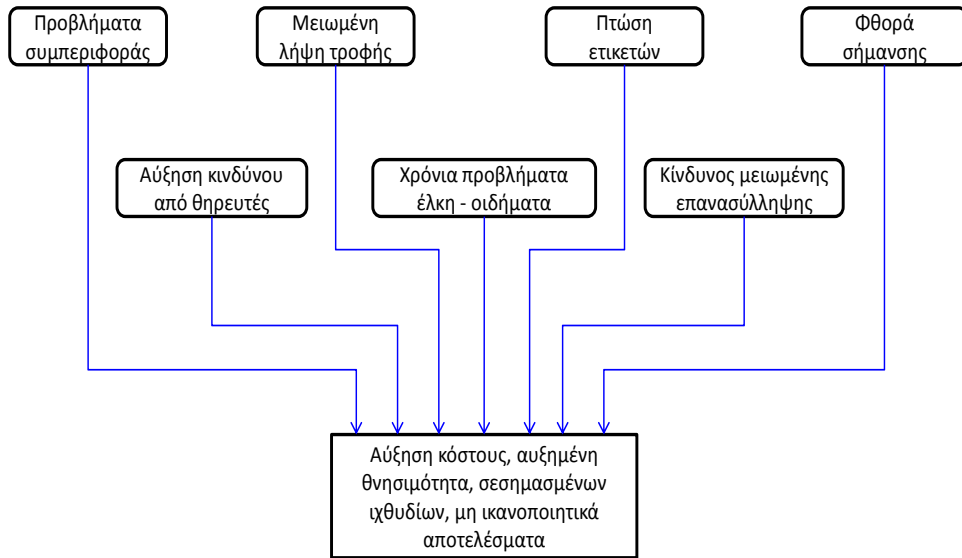 Προβλήματα
συμπεριφοράς
Μειωμένη
λήψη τροφής
Πτώση
ετικετών
Φθορά
σήμανσης
Αύξηση κινδύνου
από θηρευτές
Χρόνια προβλήματα
έλκη - οιδήματα
Κίνδυνος μειωμένης
επανασύλληψης
Αύξηση κόστους, αυξημένη
θνησιμότητα, σεσημασμένων
ιχθυδίων, μη ικανοποιητικά
αποτελέσματα